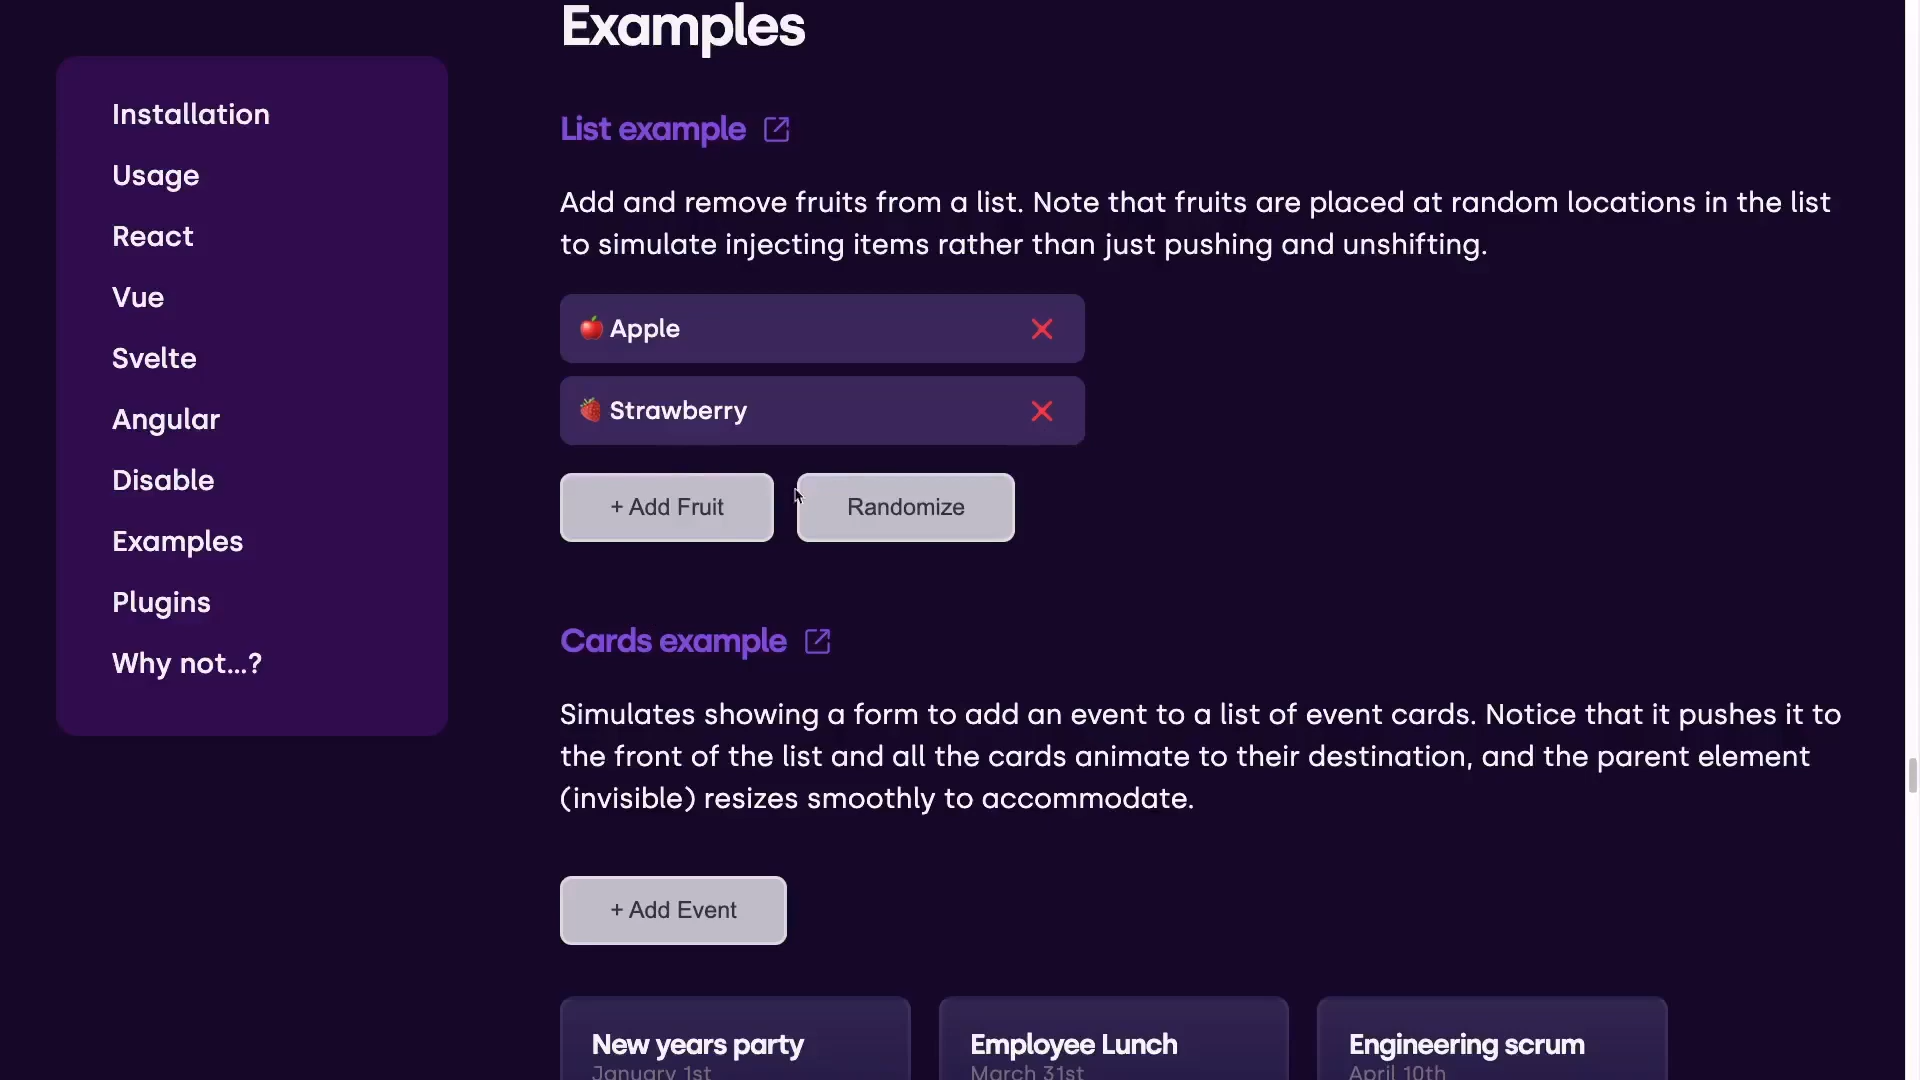 Examples
Installation
Usage
React
Vue
Svelte
Angular
Disable
Examples
Plugins
Why not...?
List example
Add and remove fruits from a list. Note that fruits are placed at random locations in the list
to simulate injecting items rather than just pushing and unshifting.
🍎 Apple
🍓 Strawberry
+ Add Fruit
Randomize
Cards example
Simulates showing a form to add an event to a list of event cards. Notice that it pushes it to
the front of the list and all the cards animate to their destination, and the parent element
(invisible) resizes smoothly to accommodate.
+ Add Event
New years party
January 1st
Employee Lunch
March 31st
Engineering scrum
April 10th